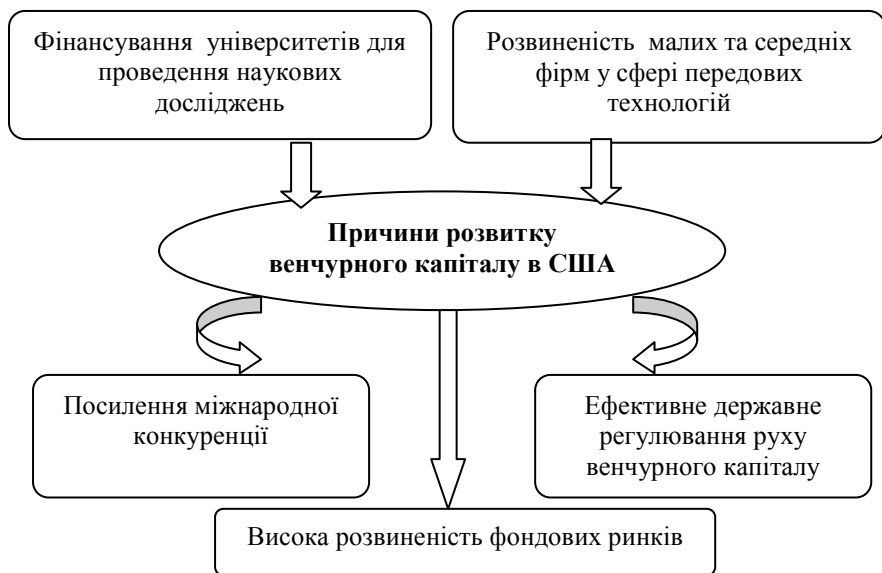 Фінансування університетів для
проведення наукових
досліджень
Розвиненість малих та середніх
фірм у сфері передових
технологій
Причини розвитку
венчурного капіталу в США
Посилення міжнародної
конкуренції
Ефективне державне
регулювання руху
венчурного капіталу
Висока розвиненість фондових ринків